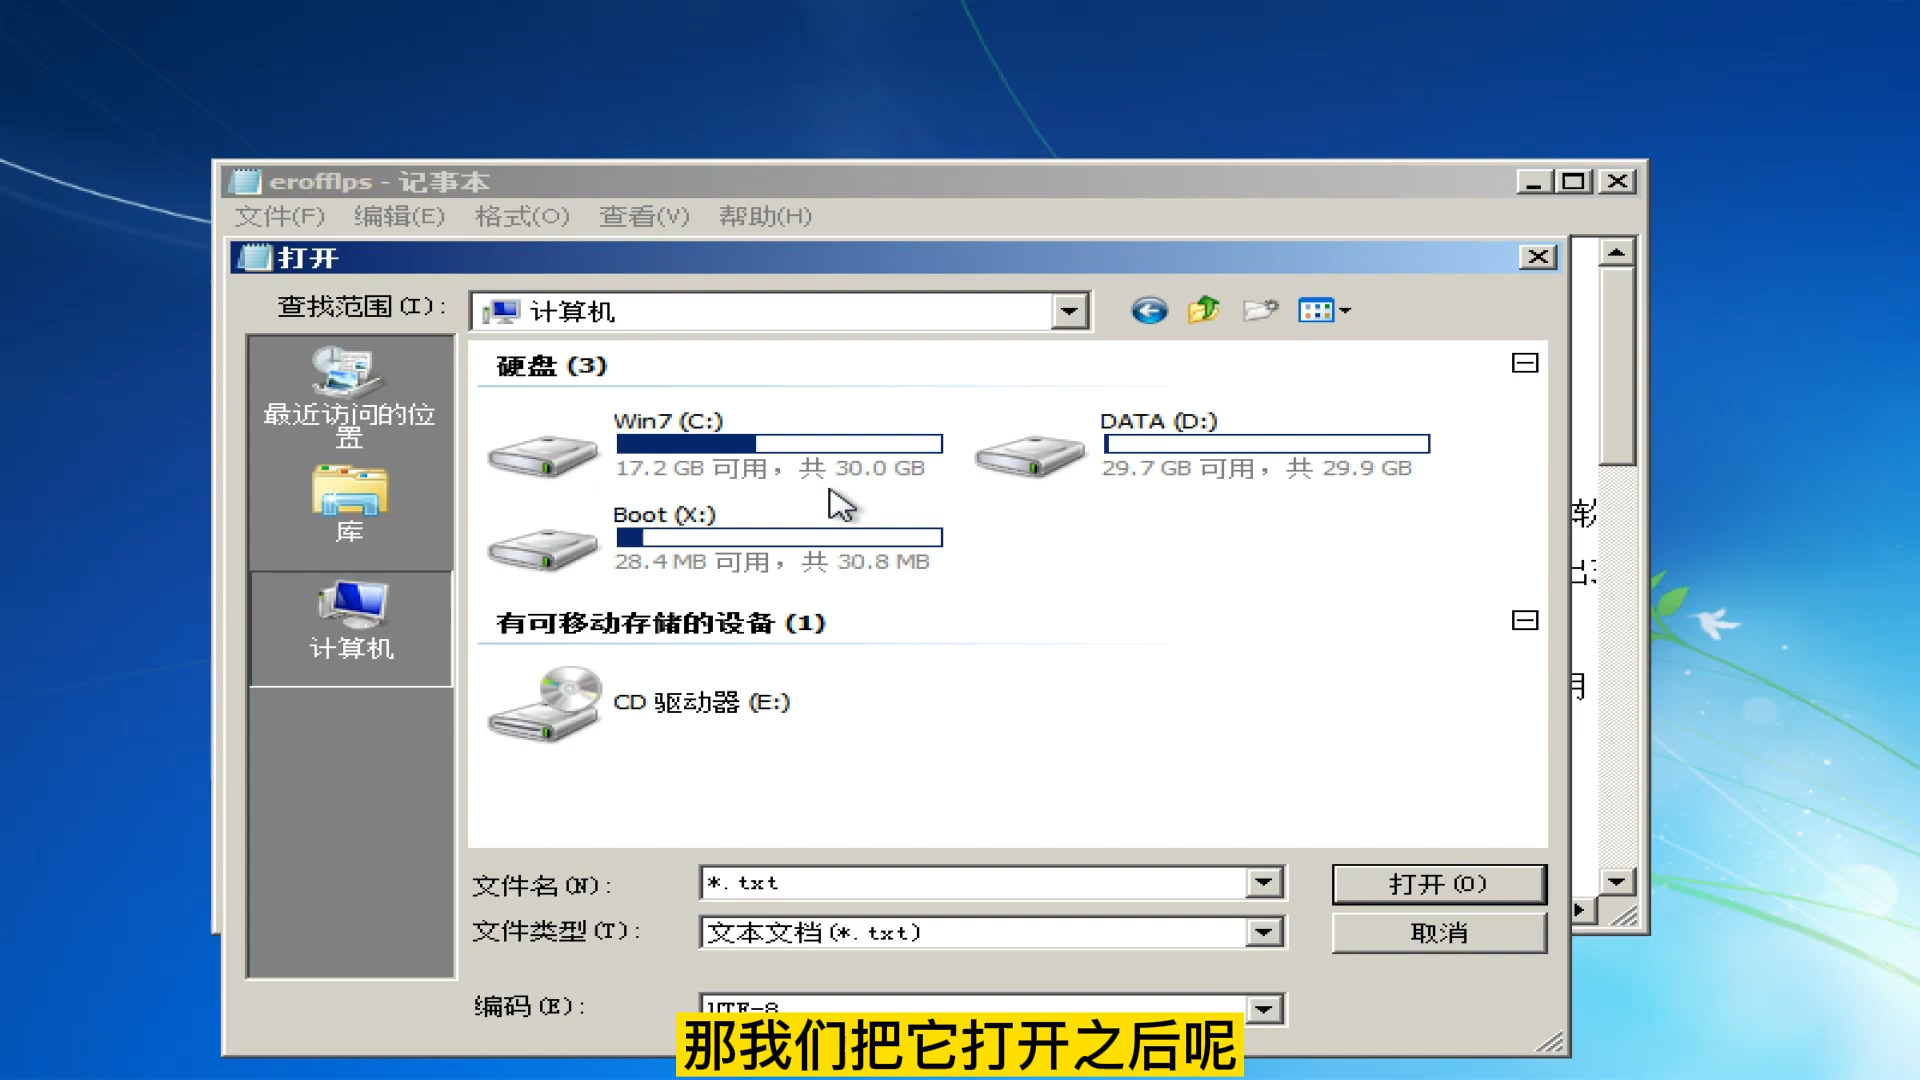 erofflps - 记事本
文件(F) 编辑(E) 格式(O) 查看(V) 帮助(H)
打开
查找范围(I): 计算机
最近访问的位
置
库
计算机
硬盘 (3)
Win7 (C:)
17.2 GB 可用，共 30.0 GB
DATA (D:)
29.7 GB 可用，共 29.9 GB
Boot (X:)
28.4 MB 可用，共 30.8 MB
有可移动存储的设备 (1)
CD 驱动器 (E:)
文件名(N): *.txt 打开(O)
文件类型(T): 文本文档(*.txt) 取消
编码(E): UTF-8
那我们把它打开之后呢